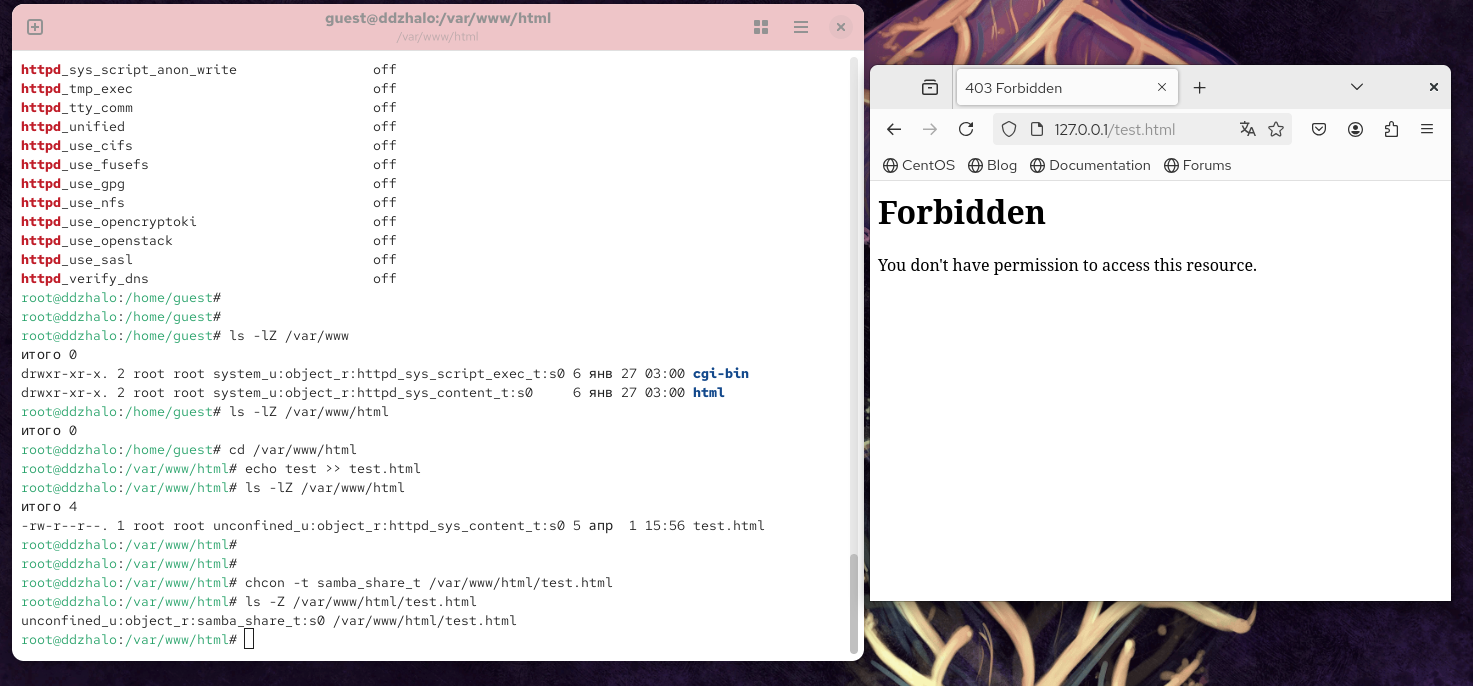 guest@ddzhalo:/var/www/html
/var/www/html
httpd_sys_script_anon_write off
httpd_tmp_exec off
httpd_tty_comm off
httpd_unified off
httpd_use_cifs off
httpd_use_fusefs off
httpd_use_gpg off
httpd_use_nfs off
httpd_use_opencryptoki off
httpd_use_openstack off
httpd_use_sasl off
httpd_verify_dns off
root@ddzhalo:/home/guest#
root@ddzhalo:/home/guest#
root@ddzhalo:/home/guest# ls -lZ /var/www
итого 0
drwxr-xr-x. 2 root root system_u:object_r:httpd_sys_script_exec_t:s0 6 янв 27 03:00 cgi-bin
drwxr-xr-x. 2 root root system_u:object_r:httpd_sys_content_t:s0     6 янв 27 03:00 html
root@ddzhalo:/home/guest# ls -lZ /var/www/html
итого 0
root@ddzhalo:/home/guest# cd /var/www/html
root@ddzhalo:/var/www/html# echo test >> test.html
root@ddzhalo:/var/www/html# ls -lZ /var/www/html
итого 4
-rw-r--r--. 1 root root unconfined_u:object_r:httpd_sys_content_t:s0 5 апр  1 15:56 test.html
root@ddzhalo:/var/www/html#
root@ddzhalo:/var/www/html#
root@ddzhalo:/var/www/html# chcon -t samba_share_t /var/www/html/test.html
root@ddzhalo:/var/www/html# ls -Z /var/www/html/test.html
unconfined_u:object_r:samba_share_t:s0 /var/www/html/test.html
root@ddzhalo:/var/www/html#
403 Forbidden
127.0.0.1/test.html
CentOS Blog Documentation Forums
Forbidden
You don't have permission to access this resource.